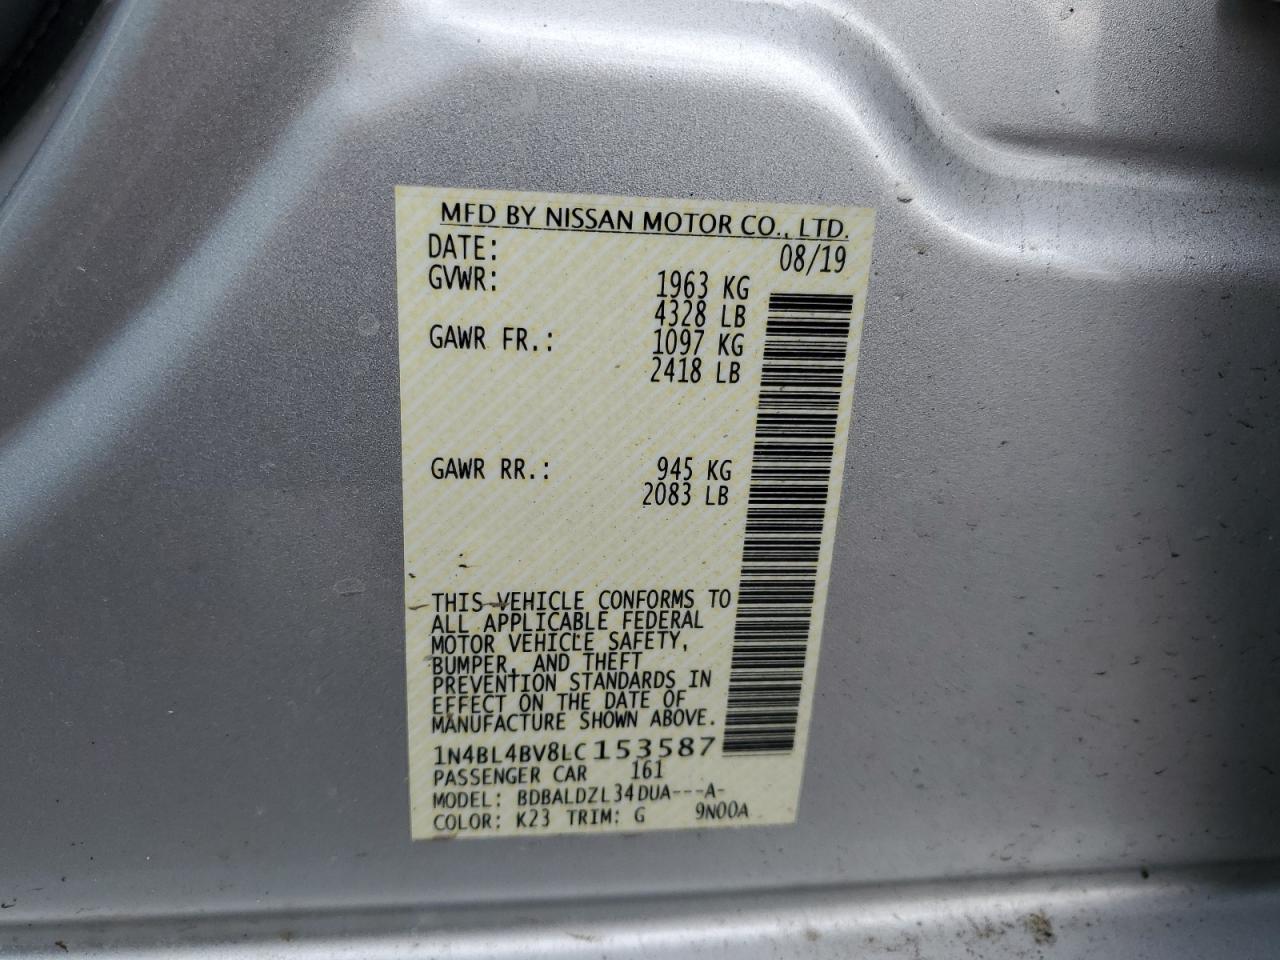 MFD BY NISSAN MOTOR CO., LTD.
DATE: 08/19
GVWR: 1963 KG
4328 LB
GAWR FR.: 1097 KG
2418 LB
GAWR RR.: 945 KG
2083 LB
THIS VEHICLE CONFORMS TO
ALL APPLICABLE FEDERAL
MOTOR VEHICLE SAFETY,
BUMPER, AND THEFT
PREVENTION STANDARDS IN
EFFECT ON THE DATE OF
MANUFACTURE SHOWN ABOVE.
1N4BL4BV8LC153587
PASSENGER CAR 161
MODEL: BDBALDZL34DUA---A-
COLOR: K23 TRIM: G 9N00A